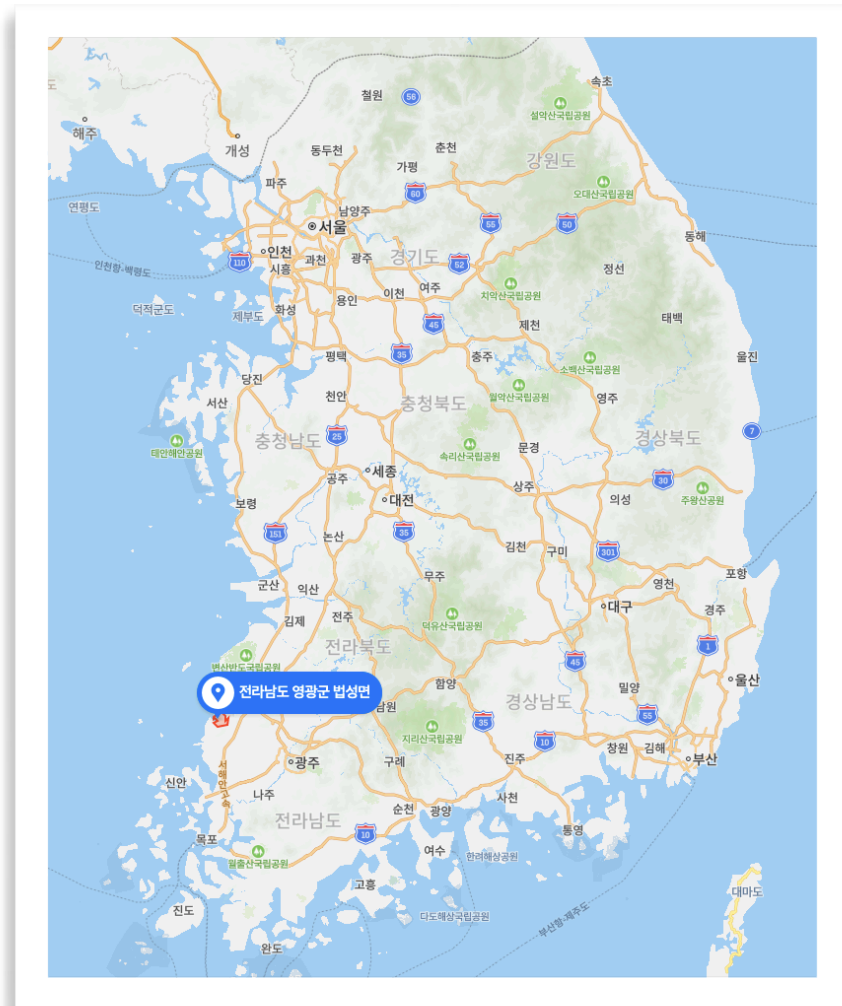 속초
철원
56
설악산국립공원
해주
개성
동두천
춘천
가평
강원도
파주
60
오대산국립공원
연평도
남양주
서울
55
50
동해
인천
과천
광주
경기도
110
인천항-백령도
시흥
52
정선
여주
이천
치악산국립공원
용인
덕적군도
제부도
화성
45
제천
태백
평택
35
충주
소백산국립공원
울진
당진
월악산국립공원
서산
천안
충청북도
영주
25
충청남도
경상북도
7
태안해안공원
속리산국립공원
문경
세종
공주
30
상주
주왕산공원
대전
의성
보령
151
논산
35
김천
구미
301
무주
포항
군산
익산
영천
대구
경주
김제
전주
덕유산국립공원
전라북도
1
변산반도국립공원
45
울산
함양
밀양
전라남도 영광군 법성면
남원
경상남도
35
55
지리산국립공원
10
창원
김해
광주
구례
진주
부산
서해안고속
신안
나주
사천
순천
광양
전라남도
10
통영
목포
여수
한려해상공원
월출산국립공원
고흥
대마도
진도
다도해상국립공원
부산항-제주도
완도